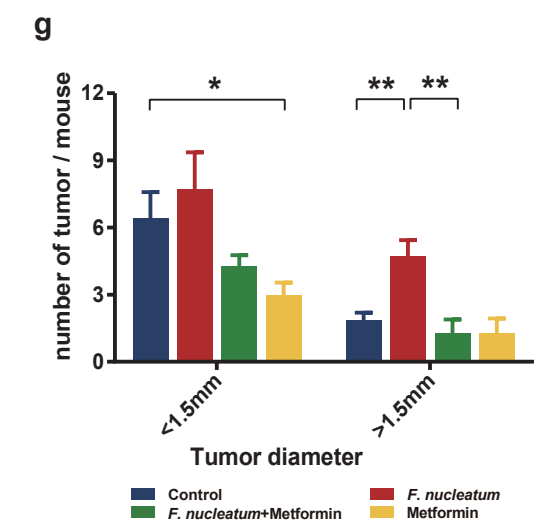 g
number of tumor / mouse
12
9
6
3
0
*
**
**
<1.5mm
>1.5mm
Tumor diameter
Control
F. nucleatum
F. nucleatum+Metformin
Metformin